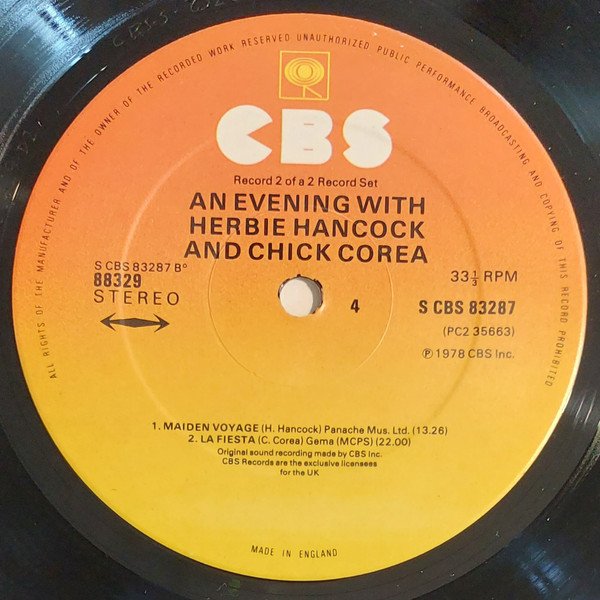 ALL RIGHTS OF THE MANUFACTURER AND OF THE OWNER OF THE RECORDED WORK RESERVED UNAUTHORIZED PUBLIC PERFORMANCE BROADCASTING AND COPYING OF THIS RECORD PROHIBITED
CBS
Record 2 of a 2 Record Set
AN EVENING WITH
HERBIE HANCOCK
AND CHICK COREA
S CBS 83287 B°
88329
STEREO
4
33⅓ RPM
S CBS 83287
(PC2 35663)
℗ 1978 CBS Inc.
1. MAIDEN VOYAGE (H. Hancock) Panache Mus. Ltd. (13.26)
2. LA FIESTA (C. Corea) Gema (MCPS) (22.00)
Original sound recording made by CBS Inc.
CBS Records are the exclusive licensees
for the UK
MADE IN ENGLAND